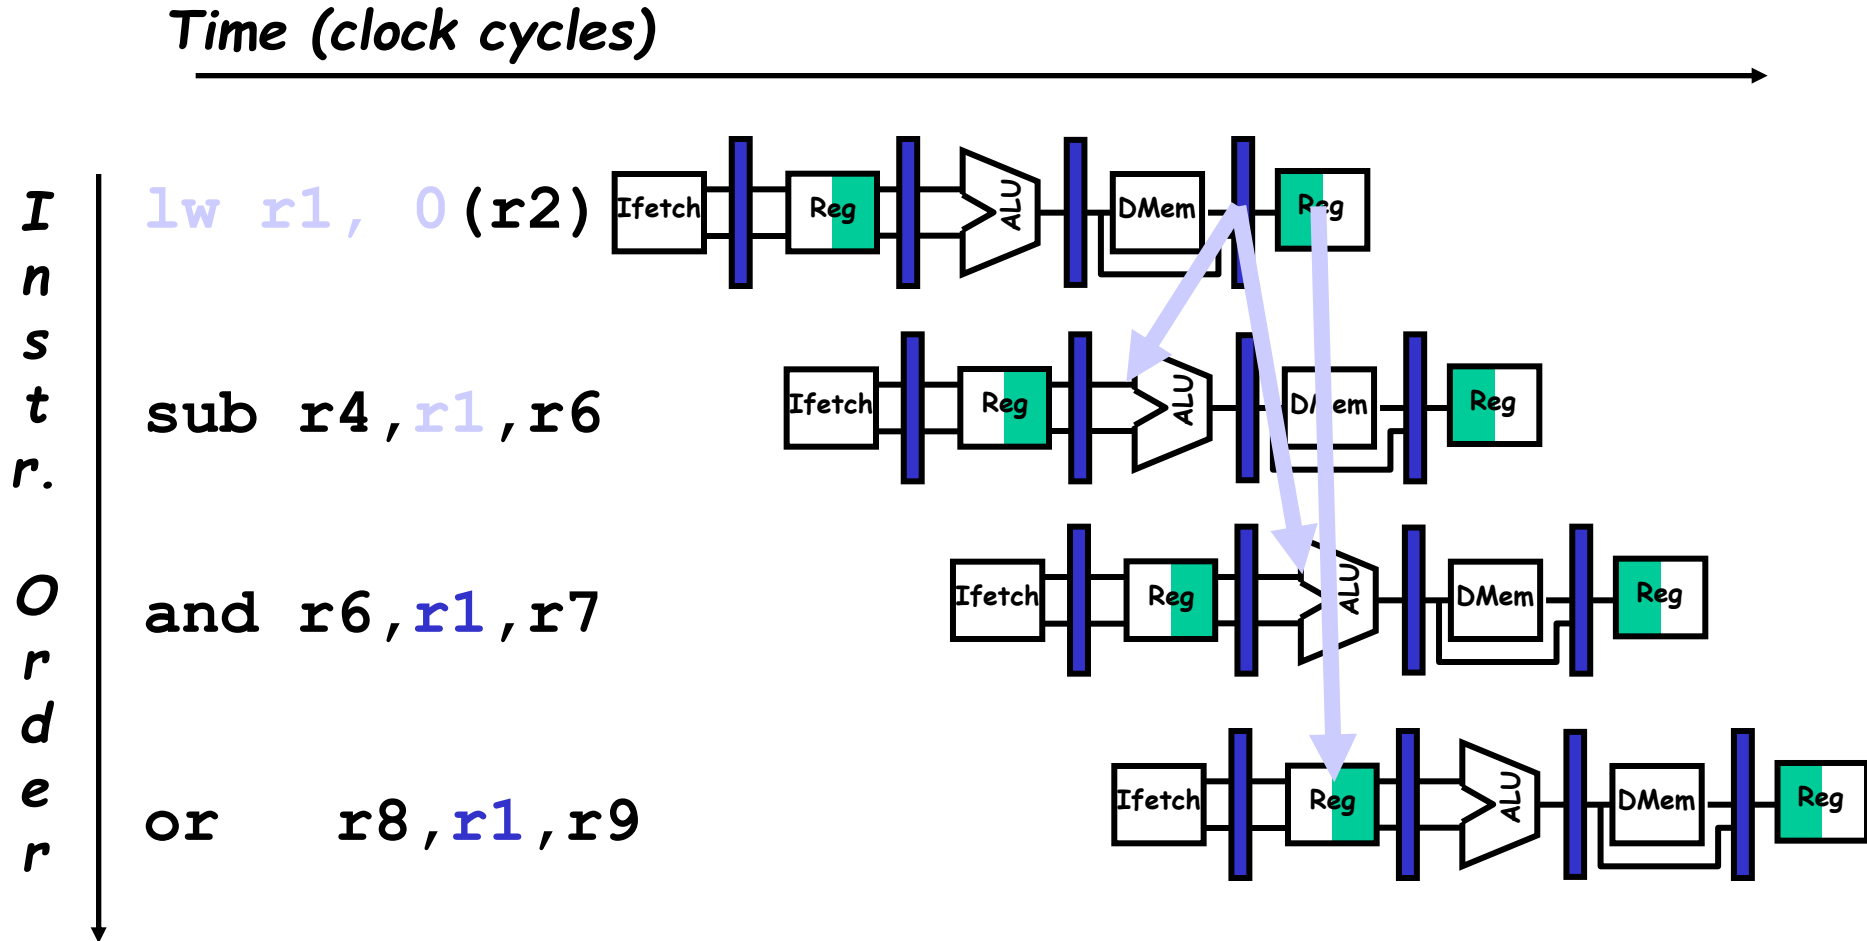 Time (clock cycles)
Instr. Order
lw r1, 0(r2)
Ifetch Reg ALU DMem Reg
sub r4,r1,r6
Ifetch Reg ALU DMem Reg
and r6,r1,r7
Ifetch Reg ALU DMem Reg
or r8,r1,r9
Ifetch Reg ALU DMem Reg